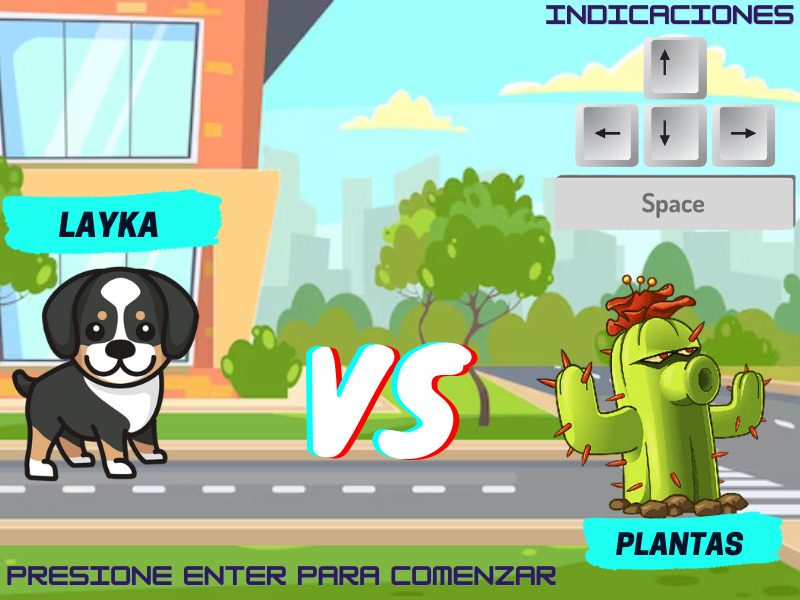 INDICACIONES
↑
← ↓ →
Space
LAYKA
VS
PLANTAS
PRESIONE ENTER PARA COMENZAR